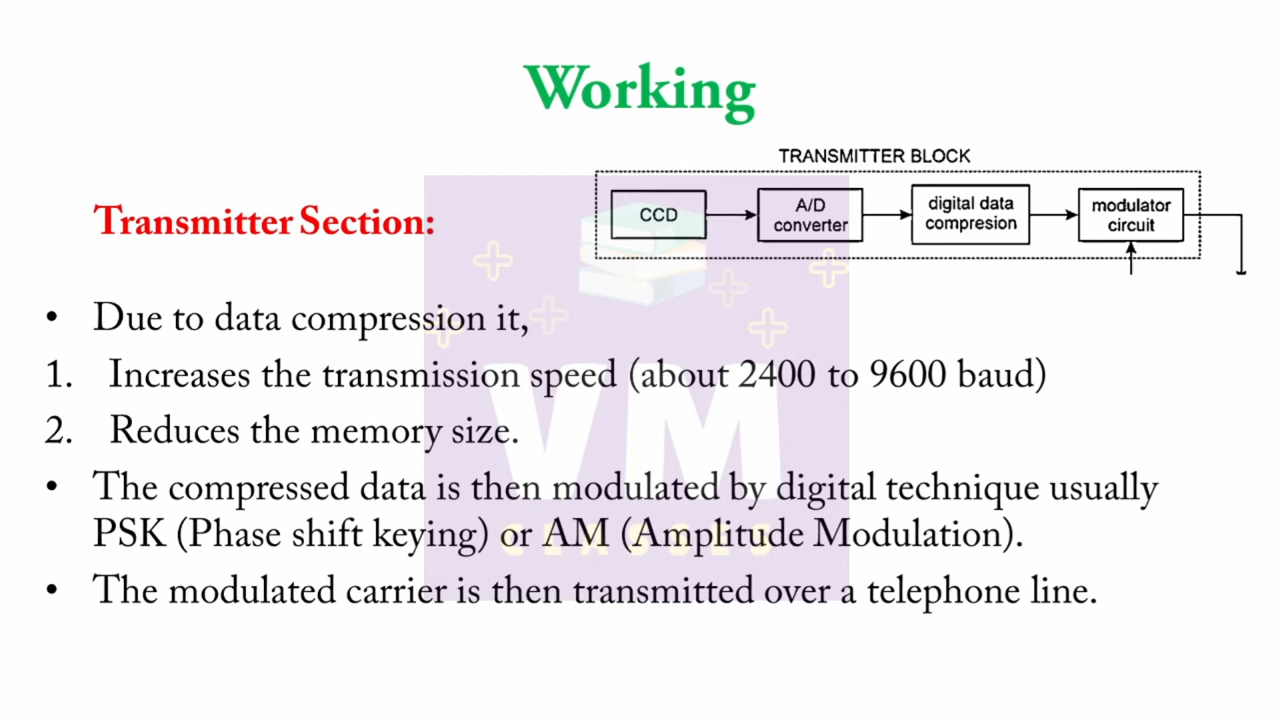 Working
TRANSMITTER BLOCK
CCD
A/D
converter
digital data
compresion
modulator
circuit
Transmitter Section:
• Due to data compression it,
1. Increases the transmission speed (about 2400 to 9600 baud)
2. Reduces the memory size.
• The compressed data is then modulated by digital technique usually
PSK (Phase shift keying) or AM (Amplitude Modulation).
• The modulated carrier is then transmitted over a telephone line.
VM
CLASSES